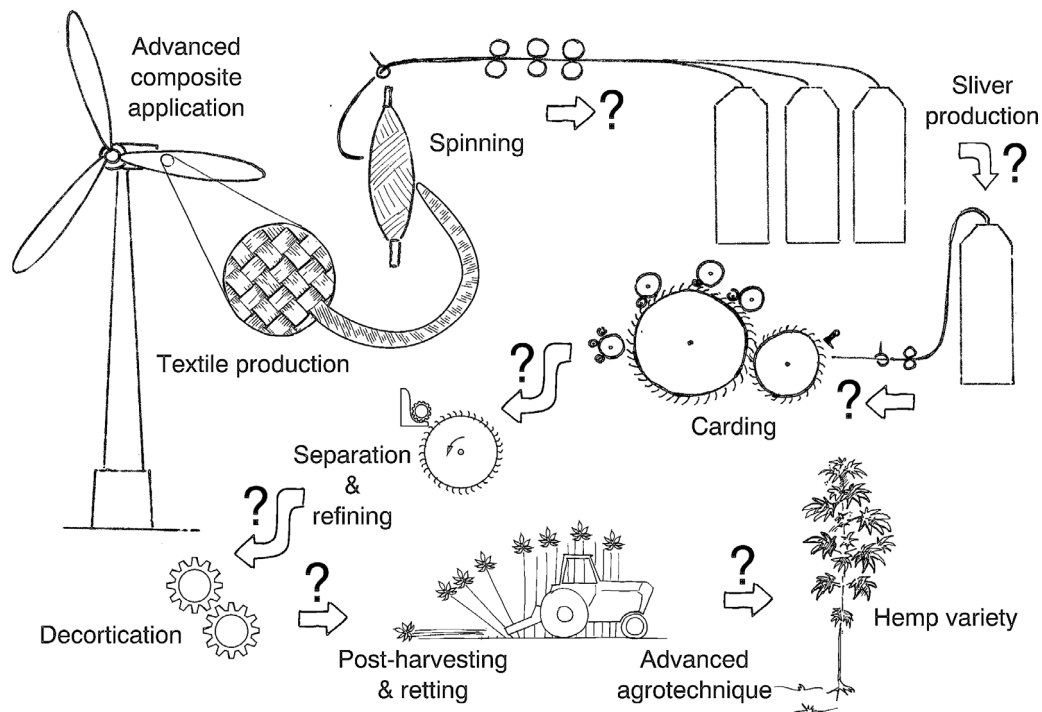 Advanced
composite
application
Spinning
?
Sliver
production
?
Textile production
?
?
Carding
Separation
&
refining
?
?
?
Decortication
Post-harvesting
& retting
Advanced
agrotechnique
Hemp variety